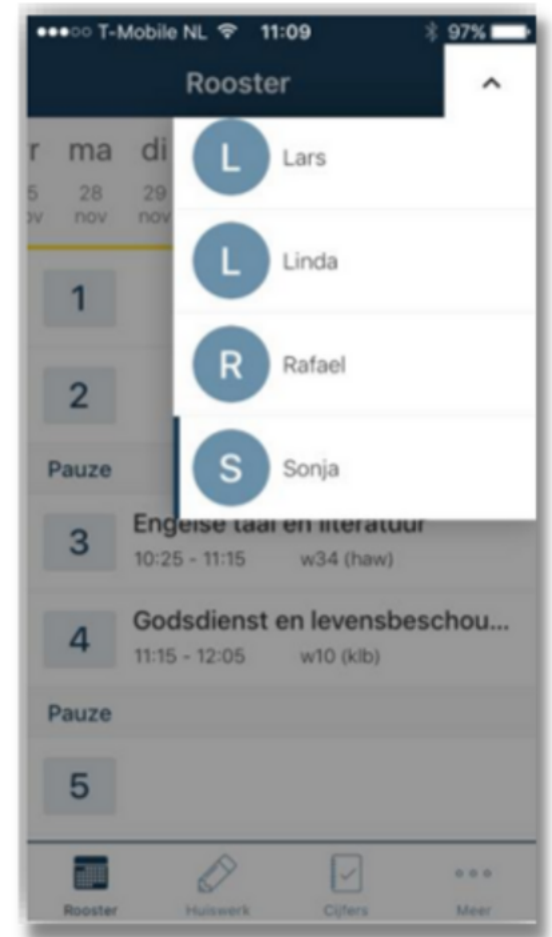 T-Mobile NL 11:09 97%
Rooster
ma di
28 29
nov nov
L Lars
L Linda
R Rafael
S Sonja
1
2
Pauze
3 Engelse taal en literatuur
10:25 - 11:15 w34 (haw)
4 Godsdienst en levensbeschou...
11:15 - 12:05 w10 (klb)
Pauze
5
Rooster Huiswerk Cijfers Meer